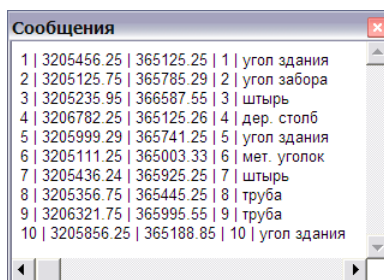 Сообщения
1 | 3205456.25 | 365125.25 | 1 | угол здания
2 | 3205125.75 | 365785.29 | 2 | угол забора
3 | 3205235.95 | 366587.55 | 3 | штырь
4 | 3206782.25 | 365125.26 | 4 | дер. столб
5 | 3205999.29 | 365741.25 | 5 | угол здания
6 | 3205111.25 | 365003.33 | 6 | мет. уголок
7 | 3205436.24 | 365925.25 | 7 | штырь
8 | 3205356.75 | 365445.25 | 8 | труба
9 | 3206321.75 | 365995.55 | 9 | труба
10 | 3205856.25 | 365188.85 | 10 | угол здания